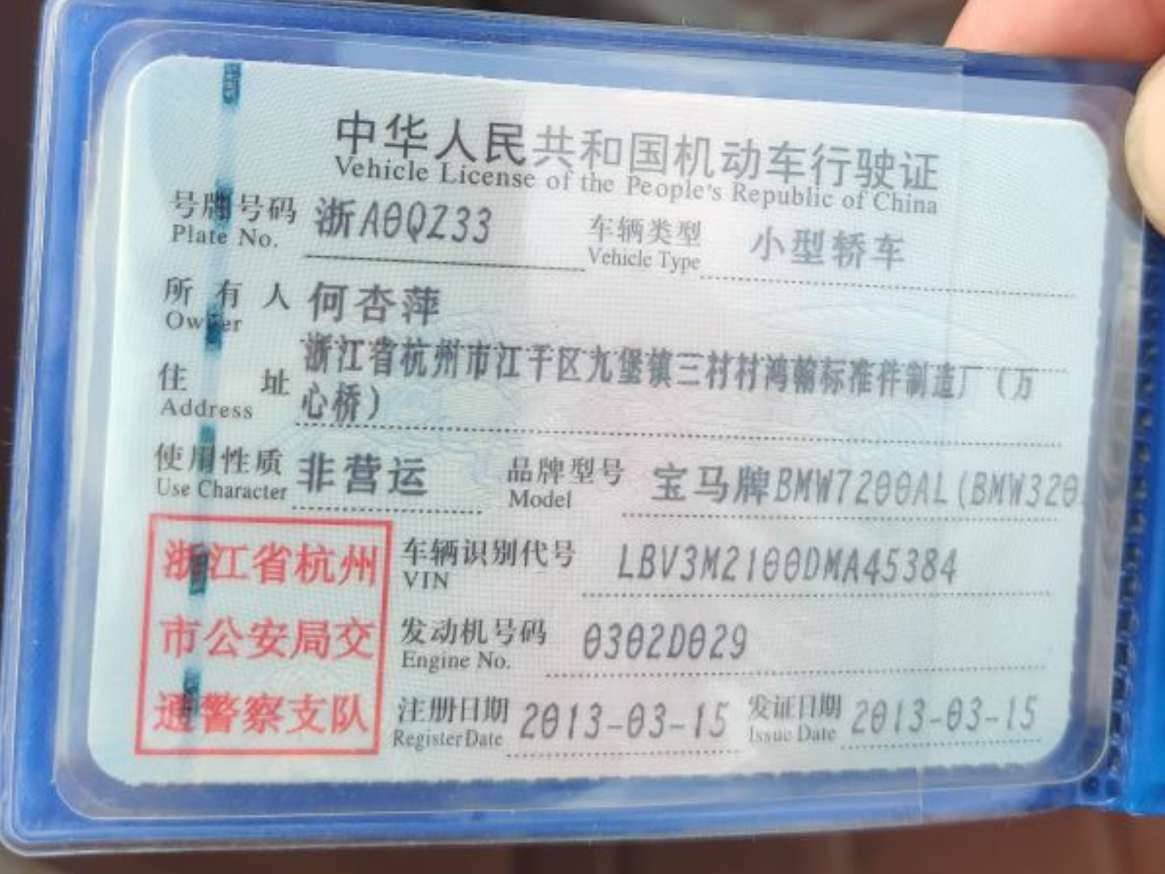 中华人民共和国机动车行驶证
Vehicle License of the People's Republic of China
号牌号码 浙A0QZ33 车辆类型 小型轿车
Plate No. Vehicle Type
所有人 何杏萍
Owner
住址 浙江省杭州市江干区九堡镇三村村鸿翰标准件制造厂（万
Address 心桥）
使用性质 非营运 品牌型号 宝马牌BMW7200AL(BMW320
Use Character Model
浙江省杭州 车辆识别代号 LBV3M2100DMA45384
VIN
市公安局交 发动机号码 0302D029
Engine No.
通警察支队 注册日期 2013-03-15 发证日期 2013-03-15
Register Date Issue Date